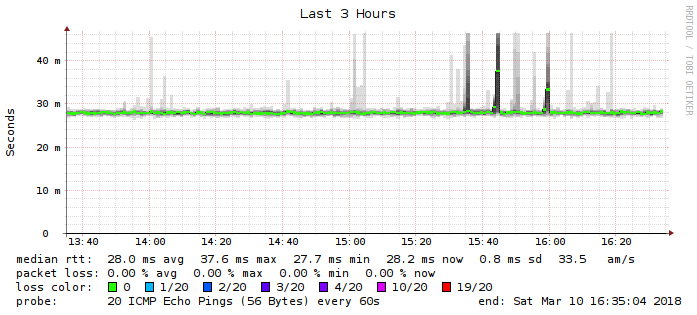 Last 3 Hours
RRDTOOL / TOBI OETIKER
Seconds
40 m
30 m
20 m
10 m
0
13:40 14:00 14:20 14:40 15:00 15:20 15:40 16:00 16:20
median rtt: 28.0 ms avg 37.6 ms max 27.7 ms min 28.2 ms now 0.8 ms sd 33.5 am/s
packet loss: 0.00 % avg 0.00 % max 0.00 % min 0.00 % now
loss color: 0 1/20 2/20 3/20 4/20 10/20 19/20
probe: 20 ICMP Echo Pings (56 Bytes) every 60s end: Sat Mar 10 16:35:04 2018